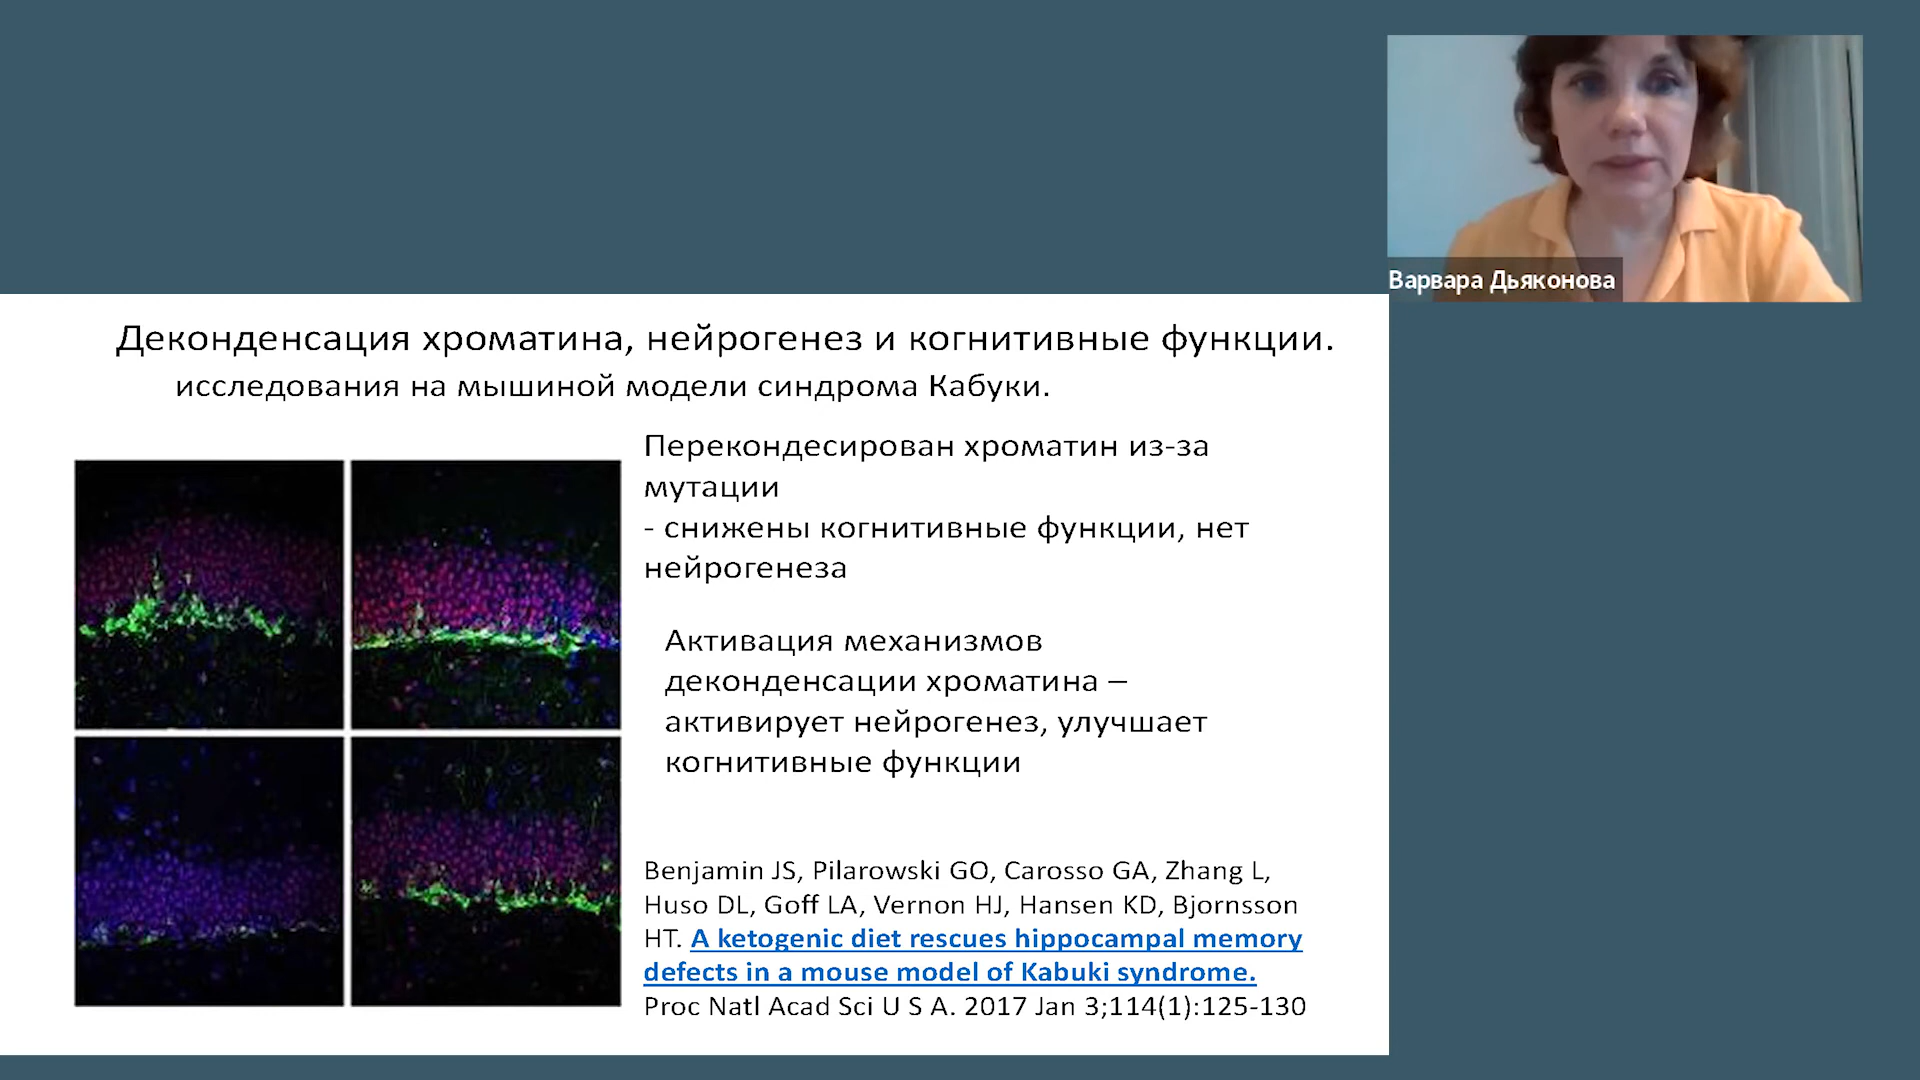 Варвара Дьяконова
Деконденсация хроматина, нейрогенез и когнитивные функции.
исследования на мышиной модели синдрома Кабуки.
Перекондесирован хроматин из-за
мутации
- снижены когнитивные функции, нет
нейрогенеза
Активация механизмов
деконденсации хроматина –
активирует нейрогенез, улучшает
когнитивные функции
Benjamin JS, Pilarowski GO, Carosso GA, Zhang L,
Huso DL, Goff LA, Vernon HJ, Hansen KD, Bjornsson
HT. A ketogenic diet rescues hippocampal memory
defects in a mouse model of Kabuki syndrome.
Proc Natl Acad Sci U S A. 2017 Jan 3;114(1):125-130